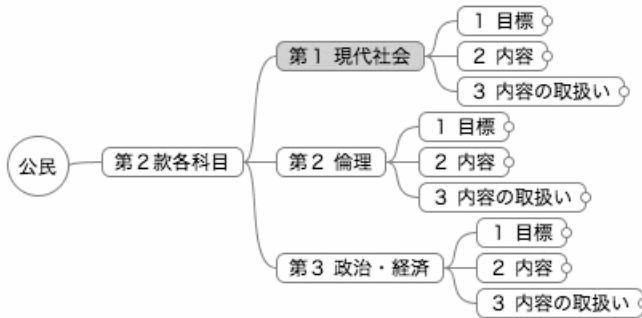 公民
第２款各科目
第１ 現代社会
１ 目標
２ 内容
３ 内容の取扱い
第２ 倫理
１ 目標
２ 内容
３ 内容の取扱い
第３ 政治・経済
１ 目標
２ 内容
３ 内容の取扱い